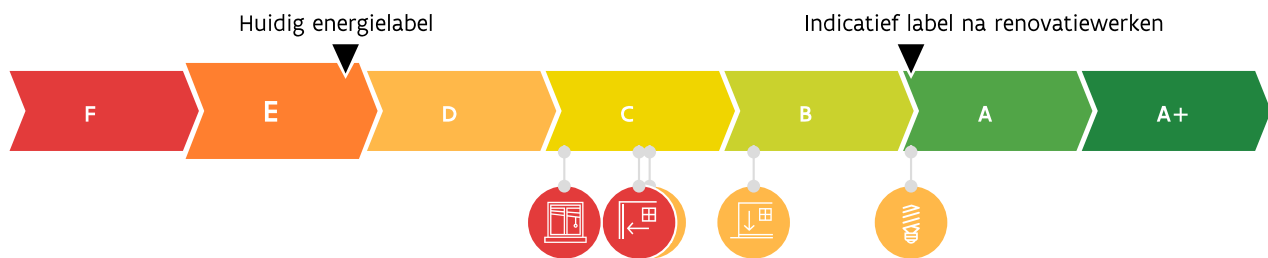 Huidig energielabel
Indicatief label na renovatiewerken
F E D C B A A+